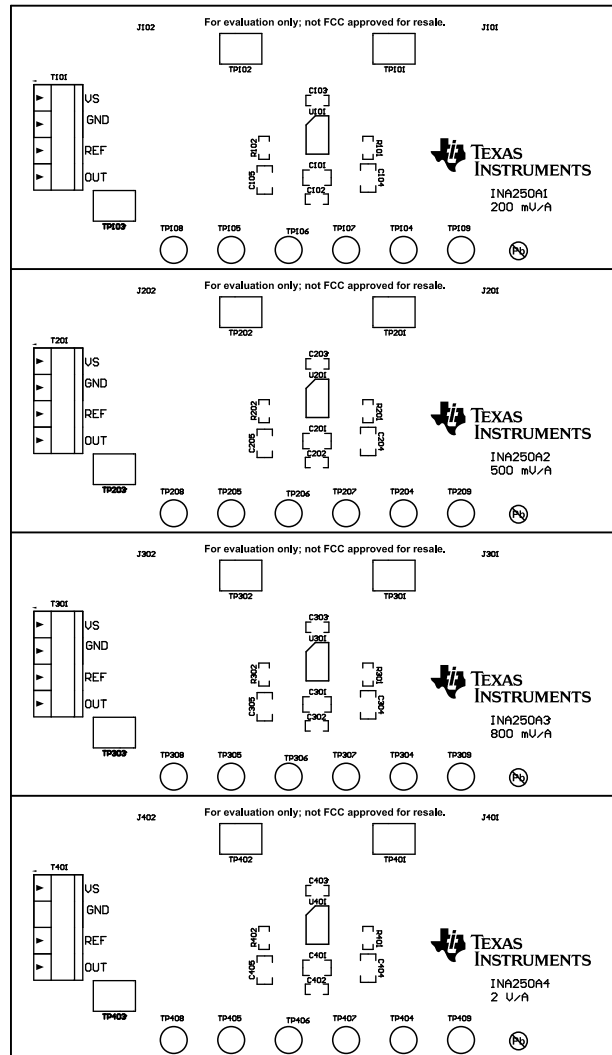 J102 For evaluation only; not FCC approved for resale. J101
TP102 TP101
T101
VS
GND
REF
OUT
C103
U101
R102 R101
C105 C101 C104
C102
TEXAS
INSTRUMENTS
INA250A1
200 mV/A
TP103
TP108 TP105 TP106 TP107 TP104 TP109
Pb
J202 For evaluation only; not FCC approved for resale. J201
TP202 TP201
T201
VS
GND
REF
OUT
C203
U201
R202 R201
C205 C201 C204
C202
TEXAS
INSTRUMENTS
INA250A2
500 mV/A
TP203
TP208 TP205 TP206 TP207 TP204 TP209
Pb
J302 For evaluation only; not FCC approved for resale. J301
TP302 TP301
T301
VS
GND
REF
OUT
C303
U301
R302 R301
C305 C301 C304
C302
TEXAS
INSTRUMENTS
INA250A3
800 mV/A
TP303
TP308 TP305 TP306 TP307 TP304 TP309
Pb
J402 For evaluation only; not FCC approved for resale. J401
TP402 TP401
T401
VS
GND
REF
OUT
C403
U401
R402 R401
C405 C401 C404
C402
TEXAS
INSTRUMENTS
INA250A4
2 V/A
TP403
TP408 TP405 TP406 TP407 TP404 TP409
Pb